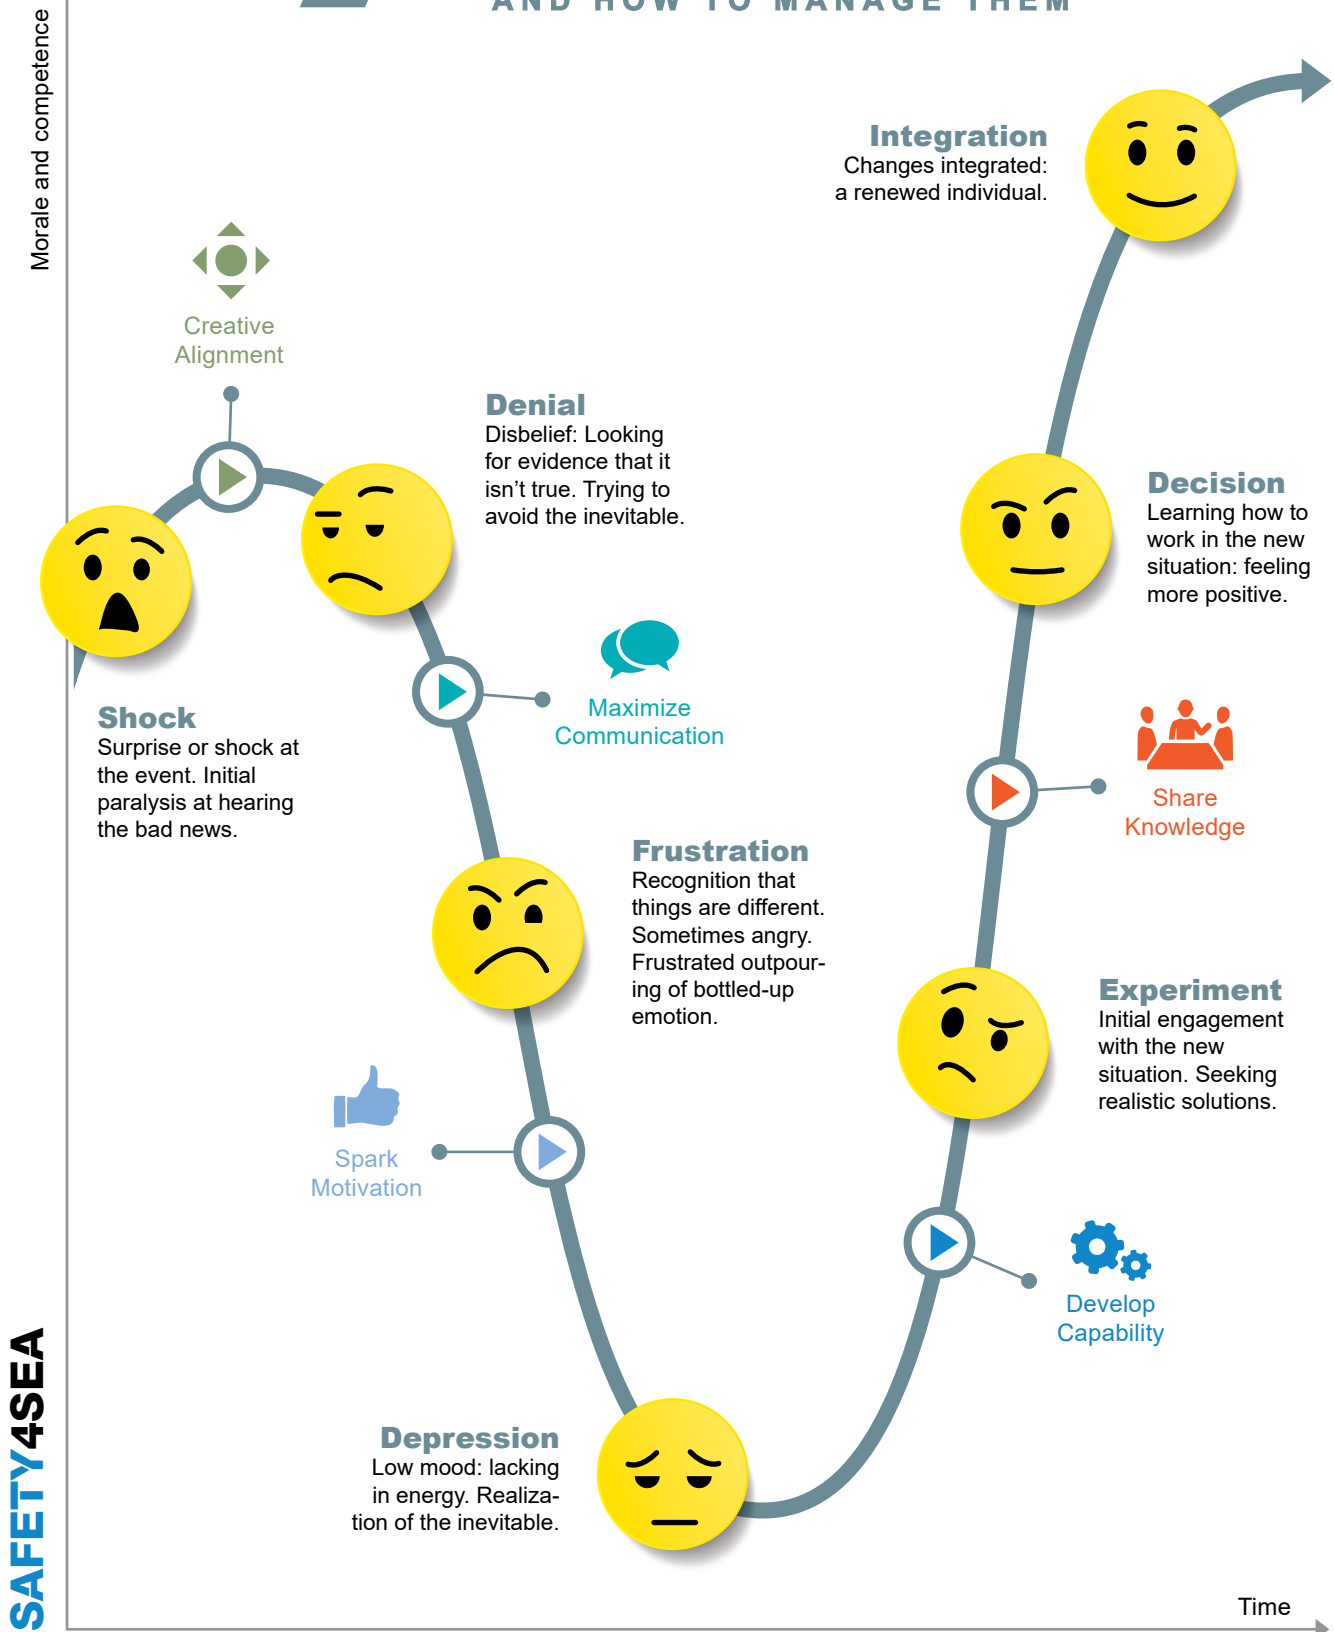 AND HOW TO MANAGE THEM
Morale and competence
Integration
Changes integrated:
a renewed individual.
Creative
Alignment
Denial
Disbelief: Looking
for evidence that it
isn't true. Trying to
avoid the inevitable.
Decision
Learning how to
work in the new
situation: feeling
more positive.
Maximize
Communication
Shock
Surprise or shock at
the event. Initial
paralysis at hearing
the bad news.
Share
Knowledge
Frustration
Recognition that
things are different.
Sometimes angry.
Frustrated outpour-
ing of bottled-up
emotion.
Experiment
Initial engagement
with the new
situation. Seeking
realistic solutions.
Spark
Motivation
Develop
Capability
Depression
Low mood: lacking
in energy. Realiza-
tion of the inevitable.
SAFETY4SEA
Time